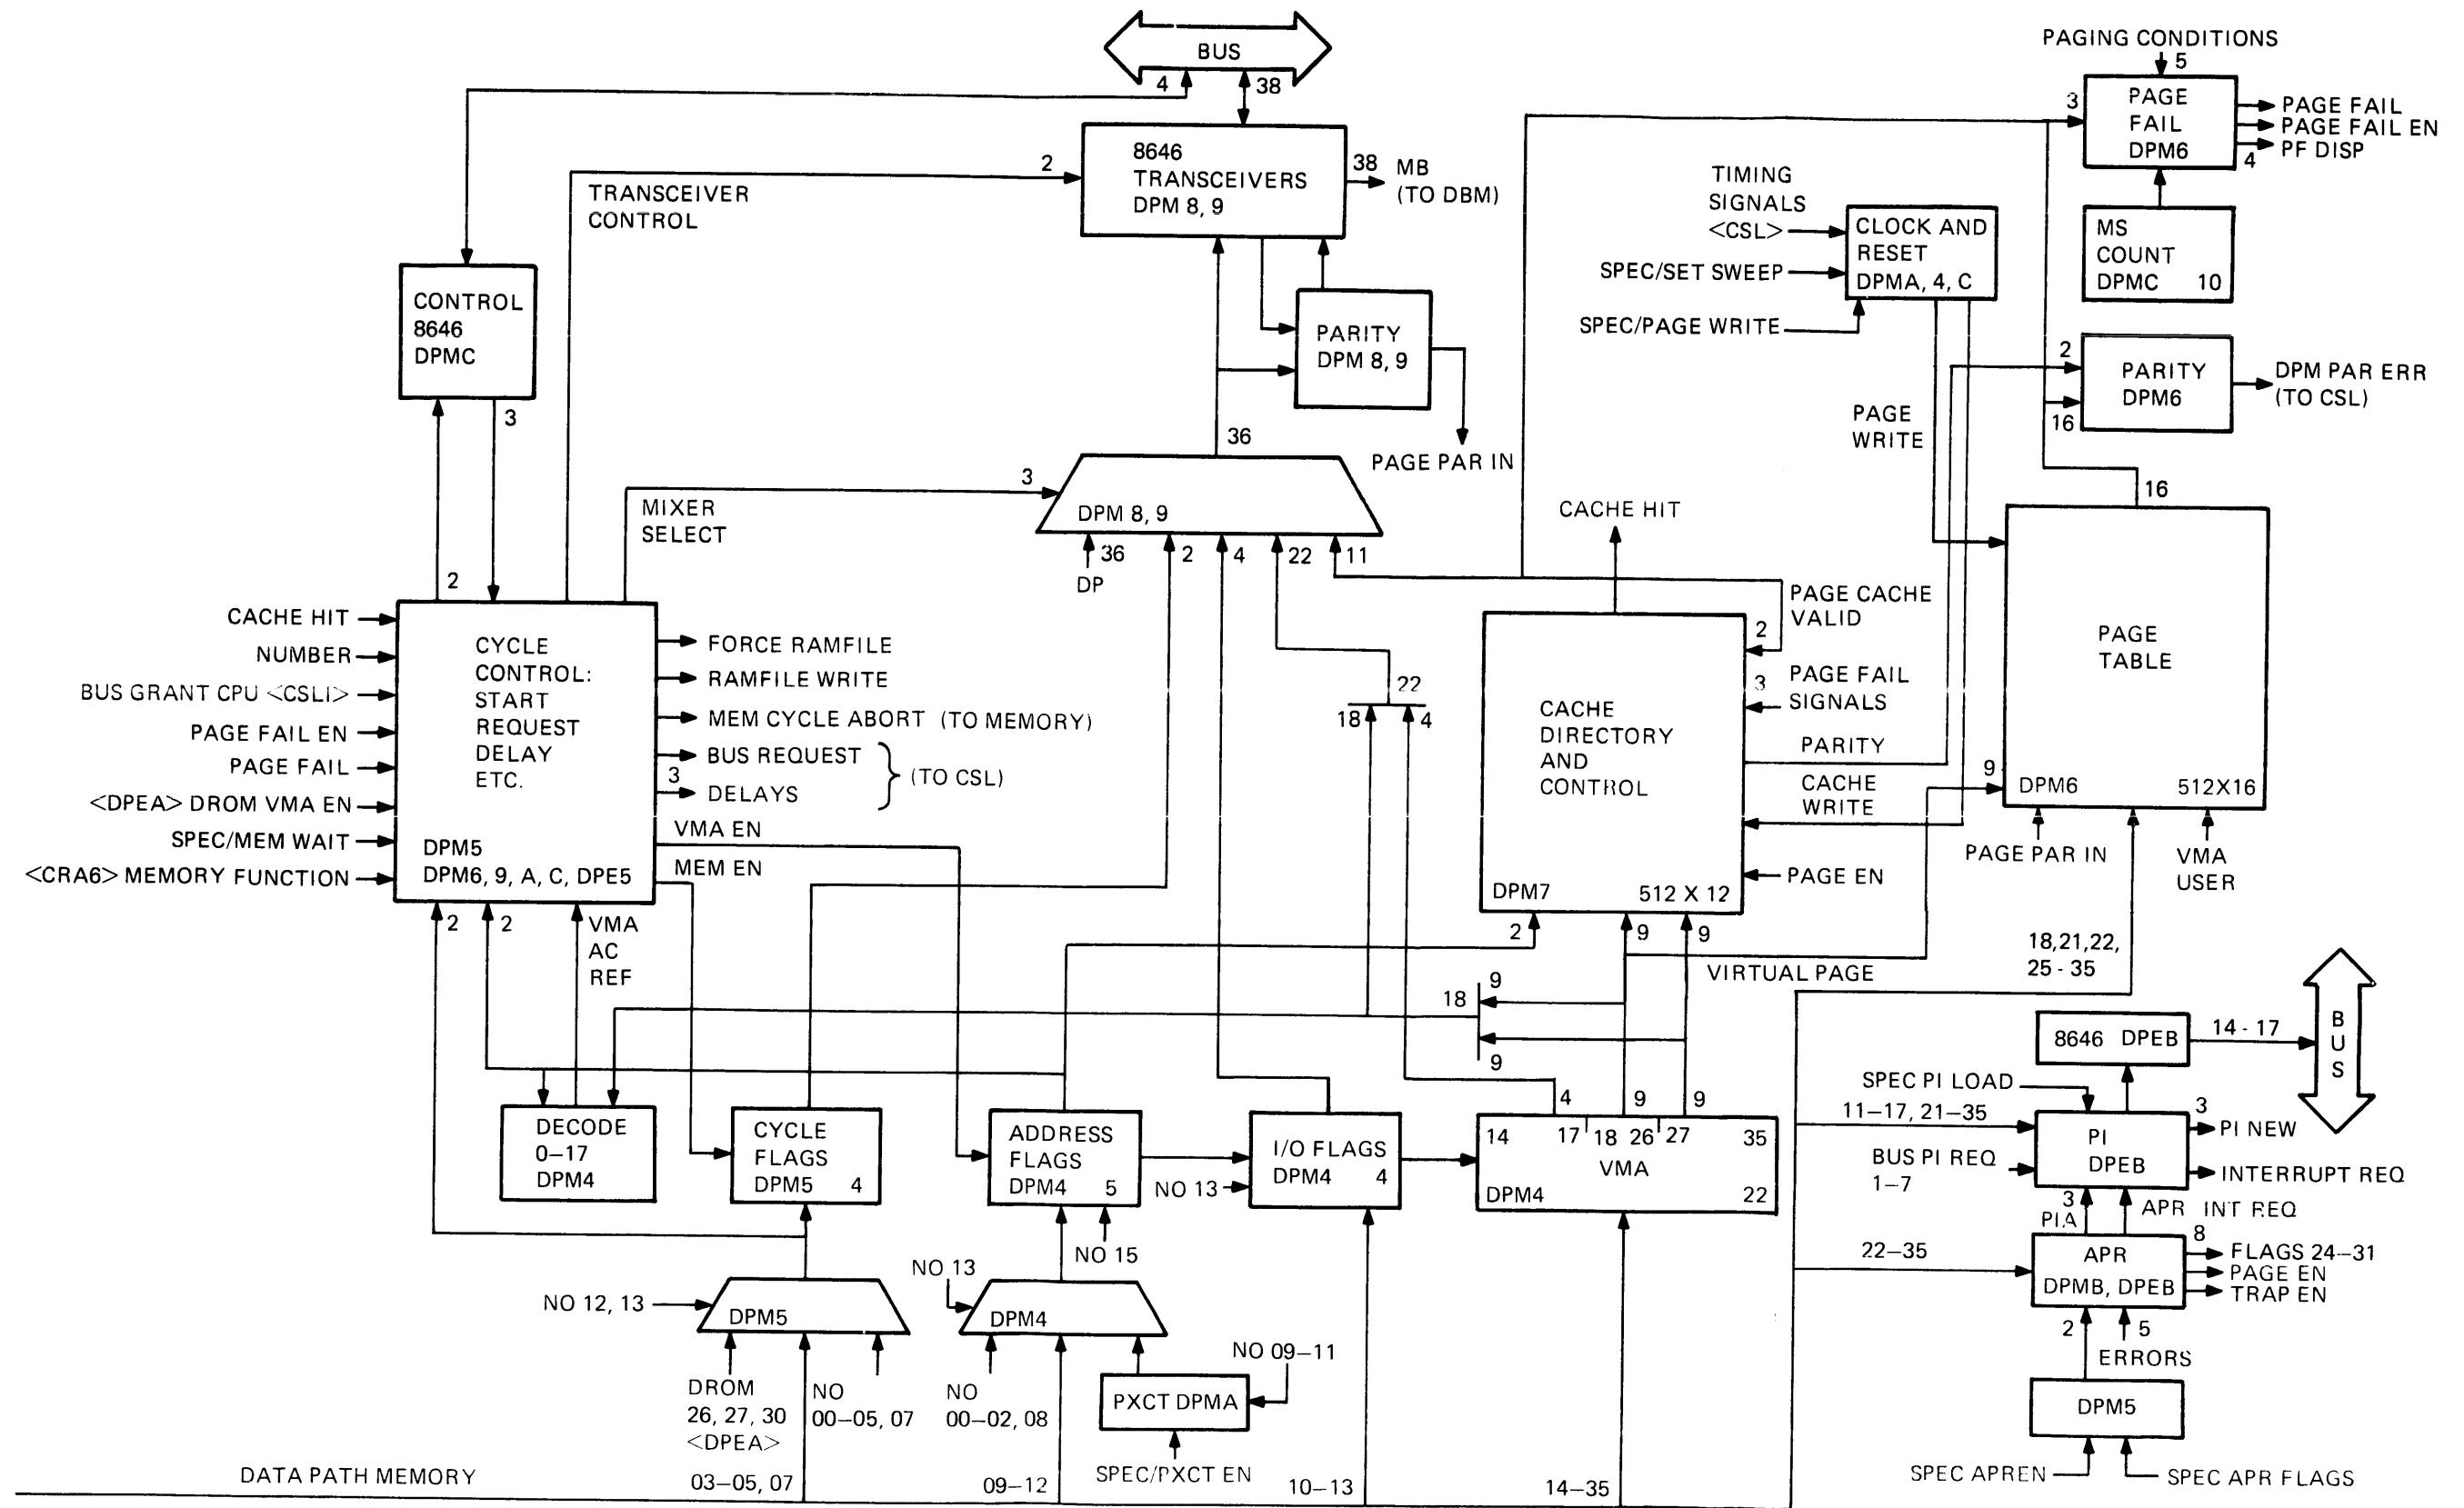 BUS
4
38
8646
TRANSCEIVERS
DPM 8, 9
2
38
MB
(TO DBM)
TRANSCEIVER
CONTROL
PAGING CONDITIONS
5
3
PAGE
FAIL
DPM6
PAGE FAIL
PAGE FAIL EN
PF DISP
4
TIMING
SIGNALS
<CSL>
SPEC/SET SWEEP
SPEC/PAGE WRITE
CLOCK AND
RESET
DPMA, 4, C
MS
COUNT
DPMC 10
CONTROL
8646
DPMC
3
PARITY
DPM 8, 9
PAGE PAR IN
2
PARITY
DPM6
16
DPM PAR ERR
(TO CSL)
PAGE
WRITE
36
3
MIXER
SELECT
DPM 8, 9
36
DP
2
4
22
11
CACHE HIT
16
PAGE
TABLE
DPM6 512X16
9
PAGE PAR IN
VMA
USER
2
CACHE HIT
NUMBER
BUS GRANT CPU <CSLI>
PAGE FAIL EN
PAGE FAIL
<DPEA> DROM VMA EN
SPEC/MEM WAIT
<CRA6> MEMORY FUNCTION
CYCLE
CONTROL:
START
REQUEST
DELAY
ETC.
DPM5
DPM6, 9, A, C, DPE5
FORCE RAMFILE
RAMFILE WRITE
MEM CYCLE ABORT (TO MEMORY)
BUS REQUEST
3
DELAYS
(TO CSL)
VMA EN
MEM EN
22
18
4
PAGE CACHE
VALID
2
PAGE FAIL
SIGNALS
3
PARITY
CACHE
WRITE
PAGE EN
CACHE
DIRECTORY
AND
CONTROL
DPM7 512 X 12
2
9
9
VIRTUAL PAGE
2
2
VMA
AC
REF
18
9
9
18,21,22,
25 - 35
8646 DPEB
14 - 17
BUS
SPEC PI LOAD
11–17, 21–35
BUS PI REQ
1–7
PI
DPEB
3
PI NEW
INTERRUPT REQ
3
PIA
APR INT REQ
22–35
APR
DPMB, DPEB
8
FLAGS 24–31
PAGE EN
TRAP EN
2
5
ERRORS
DPM5
SPEC APREN
SPEC APR FLAGS
DECODE
0–17
DPM4
CYCLE
FLAGS
DPM5 4
ADDRESS
FLAGS
DPM4 5
NO 15
NO 13
I/O FLAGS
DPM4 4
4
9
9
14 17 18 26 27 35
VMA
DPM4 22
NO 12, 13
DPM5
NO 13
DPM4
DROM
26, 27, 30
<DPEA>
NO
00–05, 07
NO
00–02, 08
NO 09–11
PXCT DPMA
SPEC/PXCT EN
DATA PATH MEMORY
03–05, 07
09–12
10–13
14–35